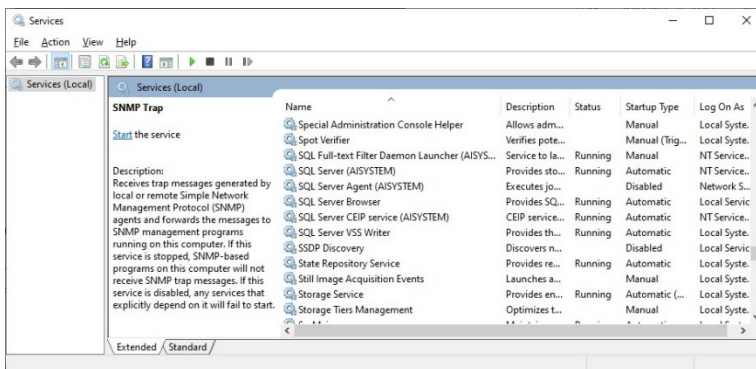 Services
File Action View Help
Services (Local)
Services (Local)
SNMP Trap
Start the service
Description:
Receives trap messages generated by
local or remote Simple Network
Management Protocol (SNMP)
agents and forwards the messages to
SNMP management programs
running on this computer. If this
service is stopped, SNMP-based
programs on this computer will not
receive SNMP trap messages. If this
service is disabled, any services that
explicitly depend on it will fail to start.
Name Description Status Startup Type Log On As
Special Administration Console Helper Allows adm... Manual Local Syste.
Spot Verifier Verifies pote... Manual (Trig... Local Syste.
SQL Full-text Filter Daemon Launcher (AISYS... Service to la... Running Manual NT Service..
SQL Server (AISYSTEM) Provides sto... Running Automatic NT Service..
SQL Server Agent (AISYSTEM) Executes jo... Disabled Network S...
SQL Server Browser Provides SQ... Running Automatic Local Servic
SQL Server CEIP service (AISYSTEM) CEIP service... Running Automatic NT Service..
SQL Server VSS Writer Provides th... Running Automatic Local Syste.
SSDP Discovery Discovers n... Disabled Local Servic
State Repository Service Provides re... Running Automatic Local Syste.
Still Image Acquisition Events Launches a... Manual Local Syste.
Storage Service Provides en... Running Automatic (... Local Syste.
Storage Tiers Management Optimizes t... Manual Local Syste.
Extended Standard